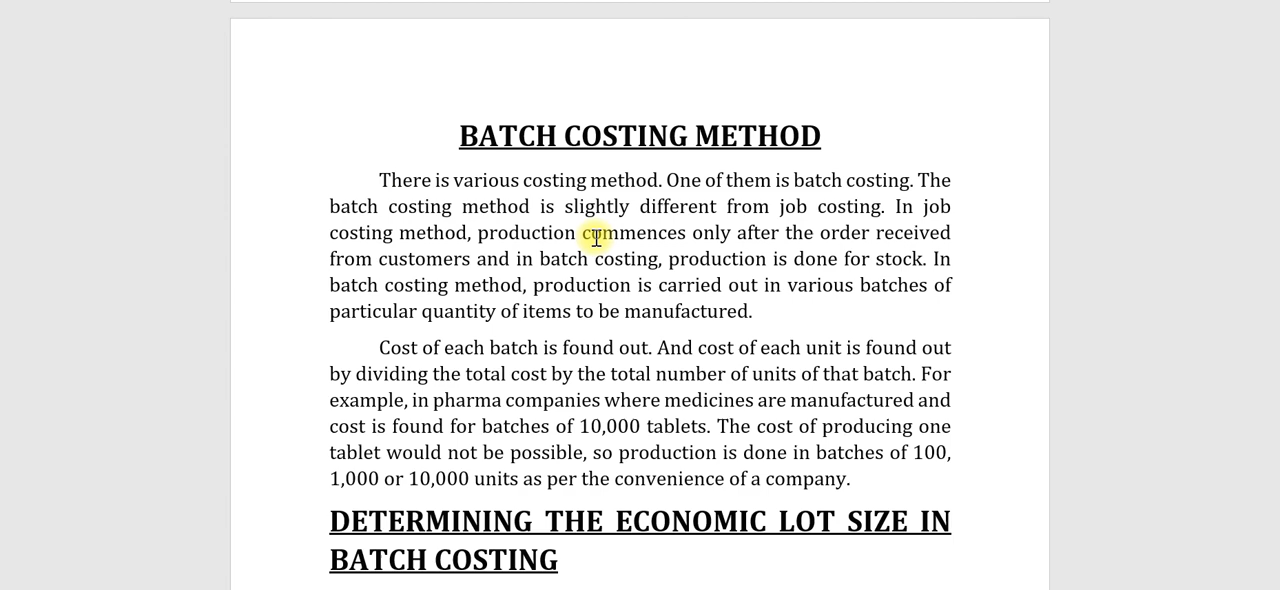 BATCH COSTING METHOD
There is various costing method. One of them is batch costing. The
batch costing method is slightly different from job costing. In job
costing method, production commences only after the order received
from customers and in batch costing, production is done for stock. In
batch costing method, production is carried out in various batches of
particular quantity of items to be manufactured.
Cost of each batch is found out. And cost of each unit is found out
by dividing the total cost by the total number of units of that batch. For
example, in pharma companies where medicines are manufactured and
cost is found for batches of 10,000 tablets. The cost of producing one
tablet would not be possible, so production is done in batches of 100,
1,000 or 10,000 units as per the convenience of a company.
DETERMINING THE ECONOMIC LOT SIZE IN
BATCH COSTING